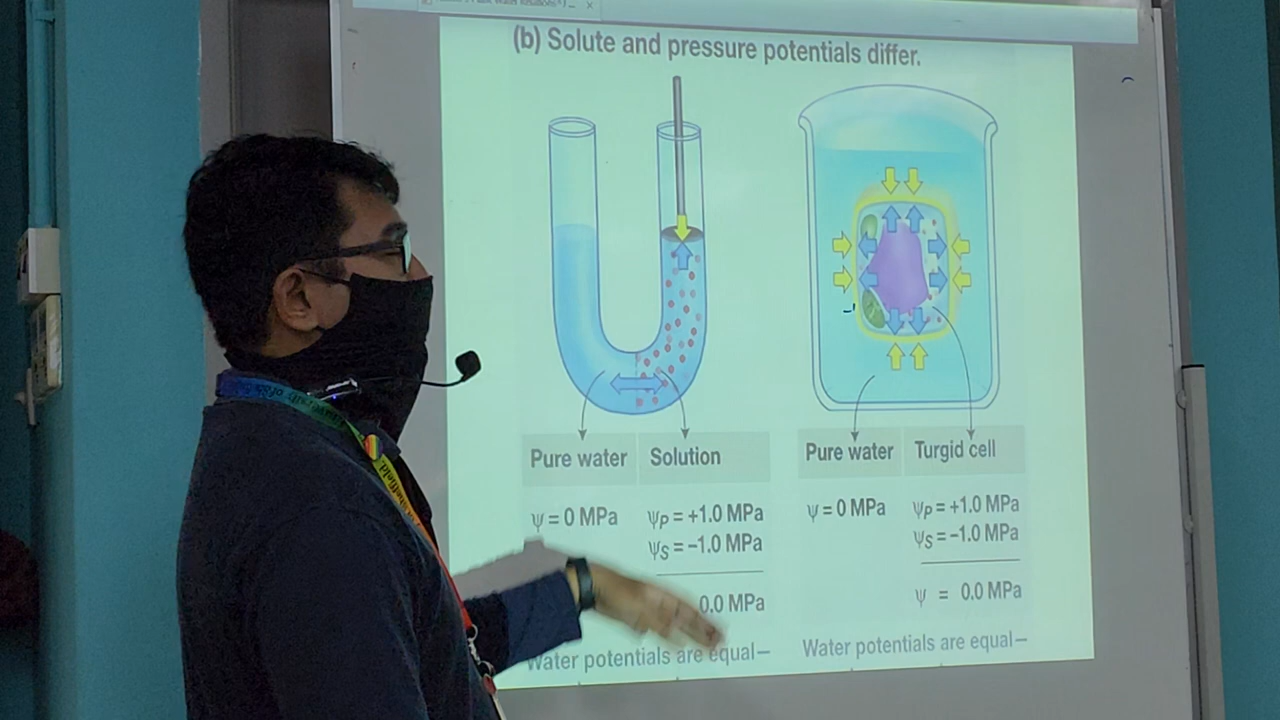 (b) Solute and pressure potentials differ.
Pure water
Solution
Pure water
Turgid cell
ψ = 0 MPa
ψP = +1.0 MPa
ψS = –1.0 MPa
0.0 MPa
ψ = 0 MPa
ψP = +1.0 MPa
ψS = –1.0 MPa
ψ = 0.0 MPa
Water potentials are equal—
Water potentials are equal—